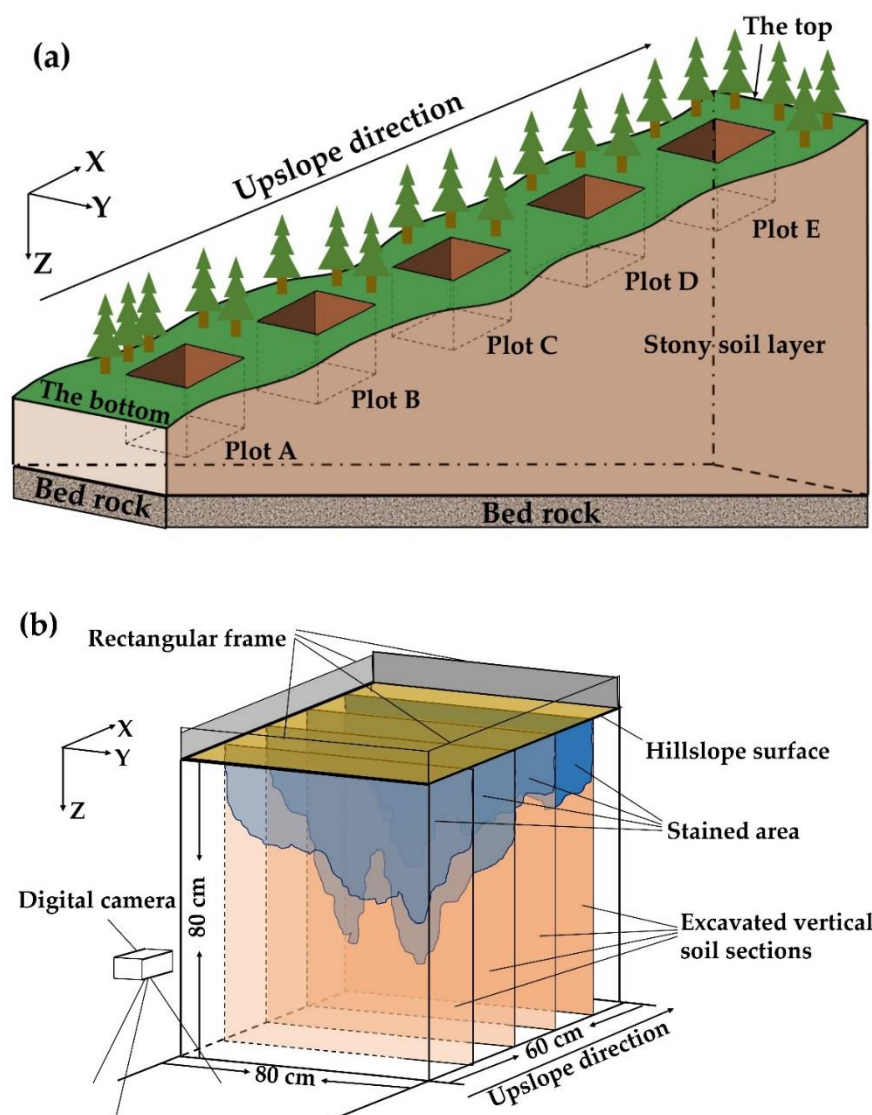 (a)
The top
Upslope direction
X
Y
Z
Plot E
Plot D
Plot C
Stony soil layer
Plot B
The bottom
Plot A
Bed rock
Bed rock
(b)
Rectangular frame
X
Y
Z
Hillslope surface
Stained area
Digital camera
80 cm
Excavated vertical
soil sections
60 cm
80 cm
Upslope direction